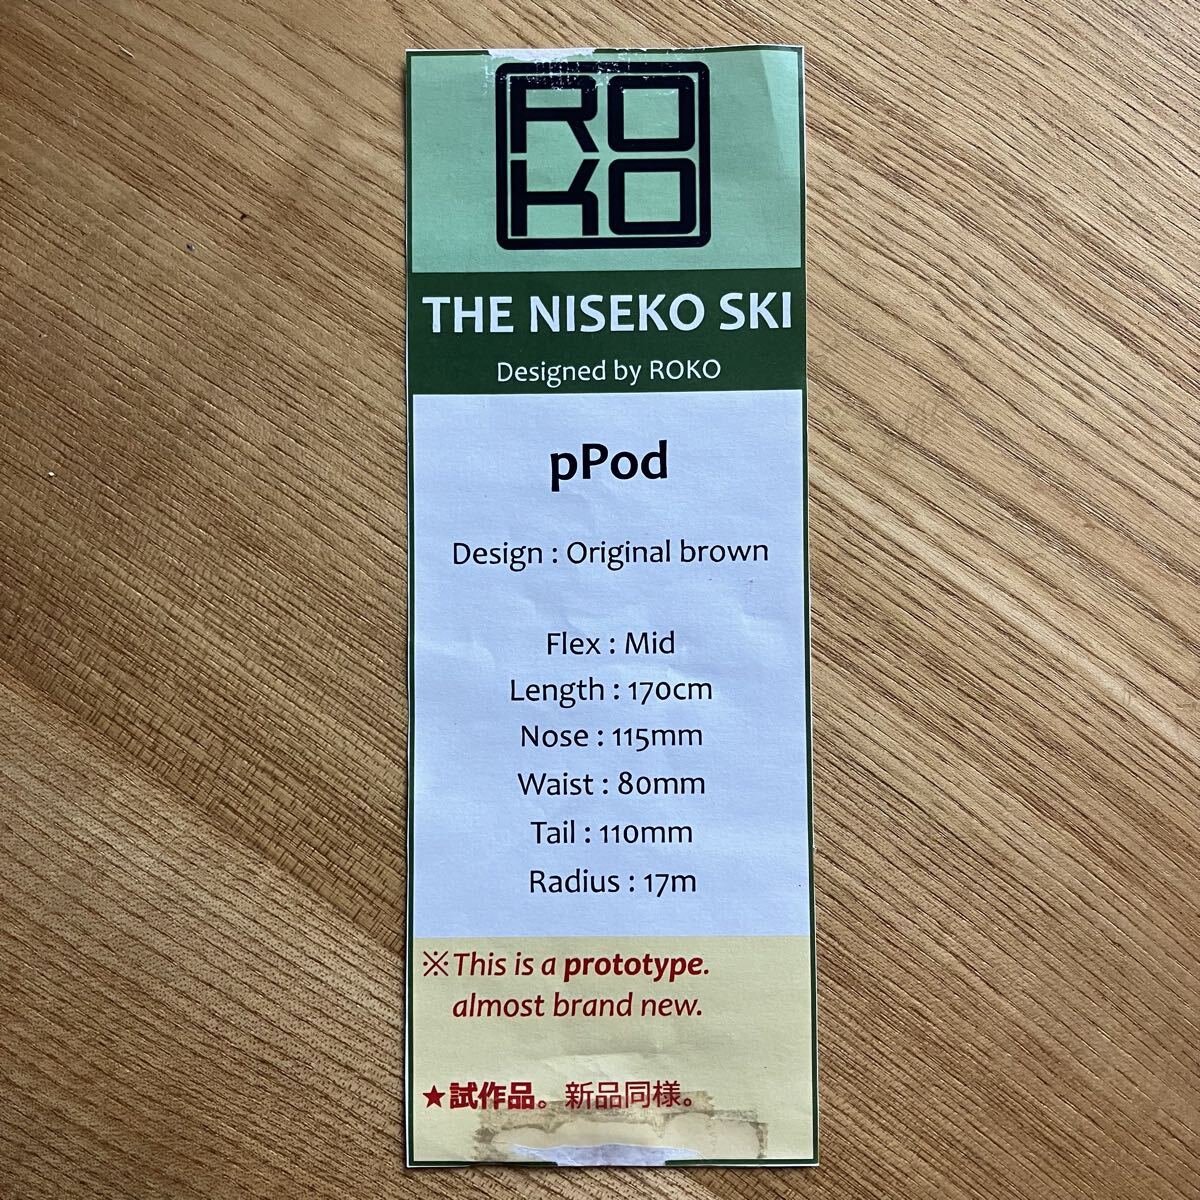 RO
KO
THE NISEKO SKI
Designed by ROKO
pPod
Design : Original brown
Flex : Mid
Length : 170cm
Nose : 115mm
Waist : 80mm
Tail : 110mm
Radius : 17m
※This is a prototype.
almost brand new.
★試作品。新品同様。